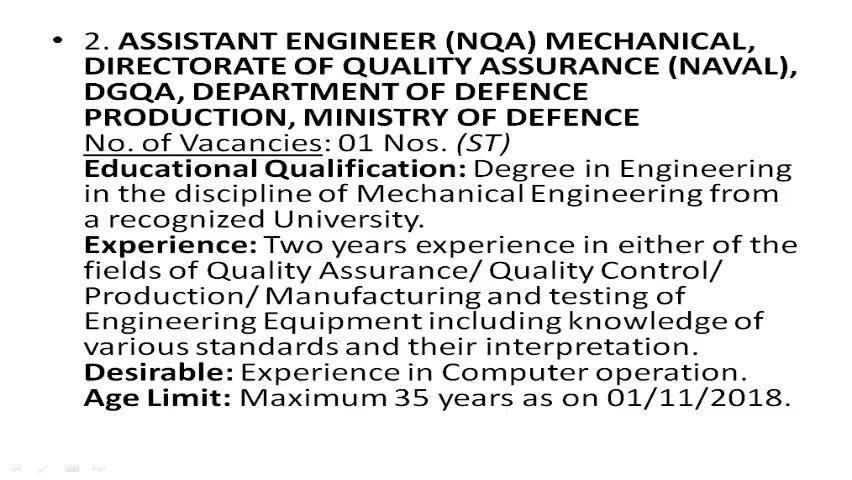 • 2. ASSISTANT ENGINEER (NQA) MECHANICAL,
DIRECTORATE OF QUALITY ASSURANCE (NAVAL),
DGQA, DEPARTMENT OF DEFENCE
PRODUCTION, MINISTRY OF DEFENCE
No. of Vacancies: 01 Nos. (ST)
Educational Qualification: Degree in Engineering
in the discipline of Mechanical Engineering from
a recognized University.
Experience: Two years experience in either of the
fields of Quality Assurance/ Quality Control/
Production/ Manufacturing and testing of
Engineering Equipment including knowledge of
various standards and their interpretation.
Desirable: Experience in Computer operation.
Age Limit: Maximum 35 years as on 01/11/2018.